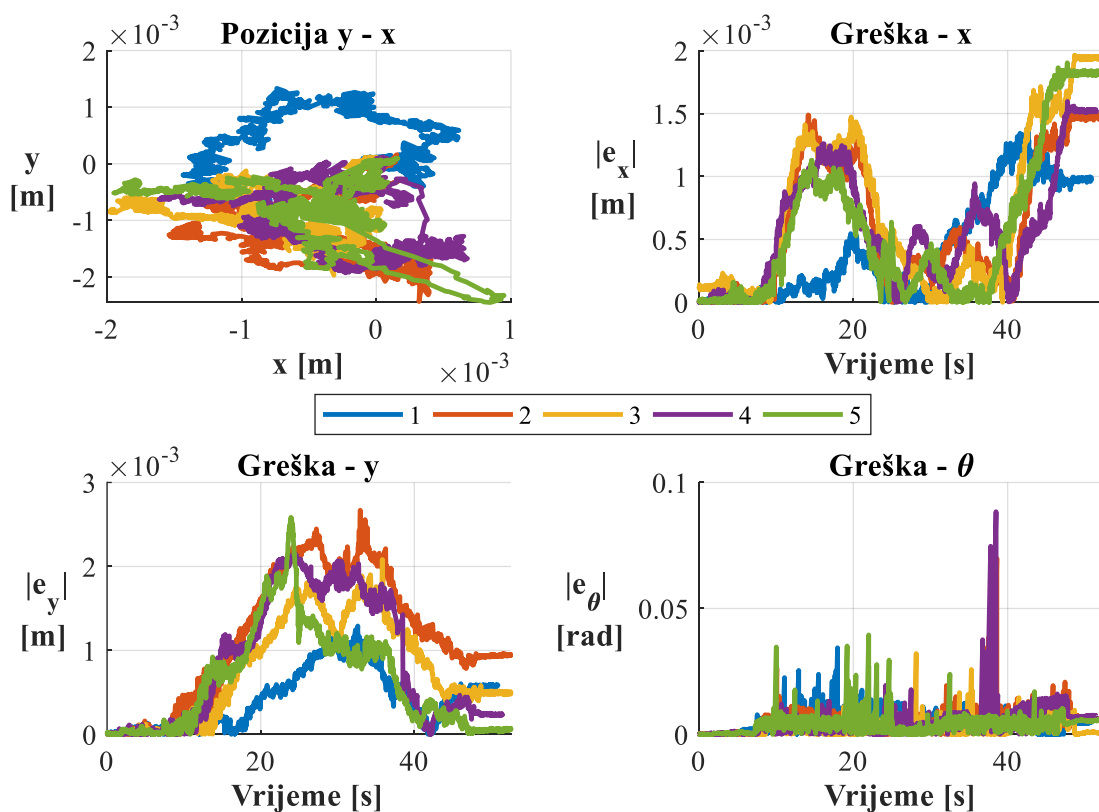 ×10⁻³
Pozicija y - x
2
1
0
-1
-2
y
[m]
-2
-1
0
1
x [m]
×10⁻³
×10⁻³
Greška - x
2
1.5
1
0.5
0
|e_x|
[m]
0
20
40
Vrijeme [s]
1
2
3
4
5
×10⁻³
Greška - y
3
2
1
0
|e_y|
[m]
0
20
40
Vrijeme [s]
Greška - θ
0.1
0.05
0
|e_θ|
[rad]
0
20
40
Vrijeme [s]